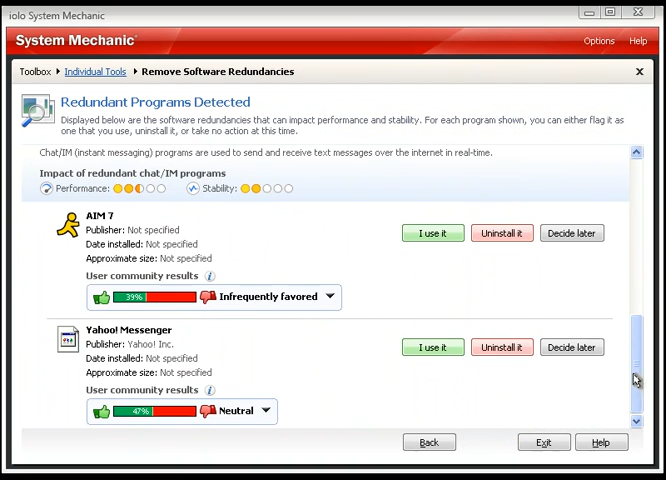 iolo System Mechanic
System Mechanic
Options Help
Toolbox Individual Tools Remove Software Redundancies
Redundant Programs Detected
Displayed below are the software redundancies that can impact performance and stability. For each program shown, you can either flag it as
one that you use, uninstall it, or take no action at this time.
Chat/IM (instant messaging) programs are used to send and receive text messages over the internet in real-time.
Impact of redundant chat/IM programs
Performance: Stability:
AIM 7
Publisher: Not specified
I use it Uninstall it Decide later
Date installed: Not specified
Approximate size: Not specified
User community results
39% Infrequently favored
Yahoo! Messenger
Publisher: Yahoo! Inc.
I use it Uninstall it Decide later
Date installed: Not specified
Approximate size: Not specified
User community results
47% Neutral
Back Exit Help